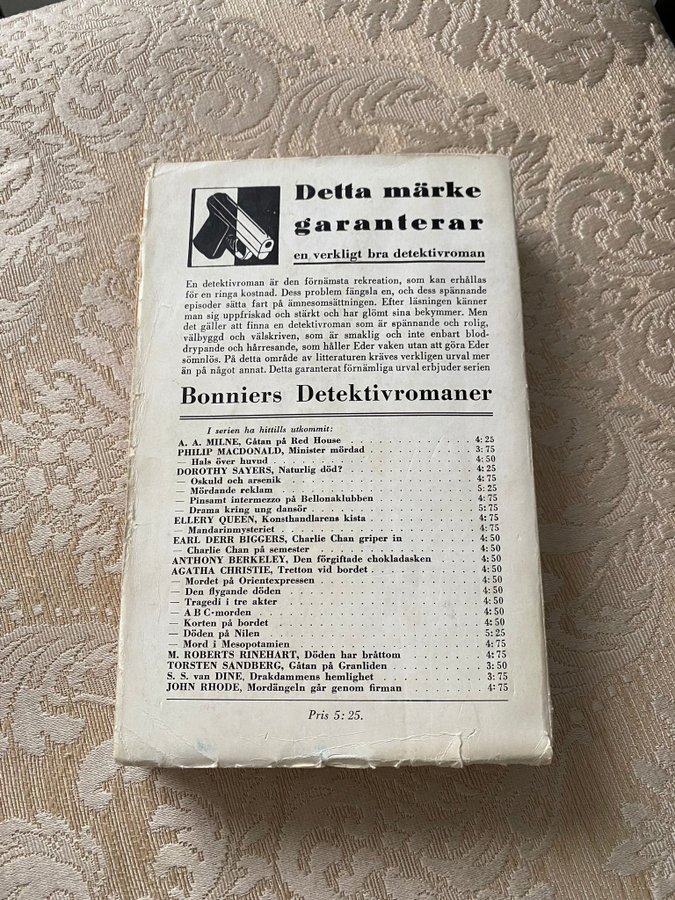 Detta märke
garanterar
en verkligt bra detektivroman
En detektivroman är den förnämsta rekreation, som kan erhållas
för en ringa kostnad. Dess problem fängsla en, och dess spännande
episoder sätta fart på ämnesomsättningen. Efter läsningen känner
man sig uppfriskad och stärkt och har glömt sina bekymmer. Men
det gäller att finna en detektivroman som är spännande och rolig,
välbyggd och välskriven, som är smaklig och inte enbart blod-
drypande och hårresande, som håller Eder vaken utan att göra Eder
sömnlös. På detta område av litteraturen kräves verkligen urval mer
än på något annat. Detta garanterat förnämliga urval erbjuder serien
Bonniers Detektivromaner
I serien ha hittills utkommit:
A. A. MILNE, Gåtan på Red House . . . . . . . . . . 4: 25
PHILIP MACDONALD, Minister mördad . . . . . . . . . . 3: 75
— Hals över huvud . . . . . . . . . . 4: 50
DOROTHY SAYERS, Naturlig död? . . . . . . . . . . 4: 25
— Oskuld och arsenik . . . . . . . . . . 4: 75
— Mördande reklam . . . . . . . . . . 5: 25
— Pinsamt intermezzo på Bellonaklubben . . . . . . . . . . 4: 75
— Drama kring ung dansör . . . . . . . . . . 5: 75
ELLERY QUEEN, Konsthandlarens kista . . . . . . . . . . 4: 75
— Mandarinmysteriet . . . . . . . . . . 4: 75
EARL DERR BIGGERS, Charlie Chan griper in . . . . . . . . . . 4: 50
— Charlie Chan på semester . . . . . . . . . . 4: 50
ANTHONY BERKELEY, Den förgiftade chokladasken . . . . . . . . . . 4: 50
AGATHA CHRISTIE, Tretton vid bordet . . . . . . . . . . 4: 50
— Mordet på Orientexpressen . . . . . . . . . . 4: 50
— Den flygande döden . . . . . . . . . . 4: 50
— Tragedi i tre akter . . . . . . . . . . 4: 50
— A B C-morden . . . . . . . . . . 4: 50
— Korten på bordet . . . . . . . . . . 4: 50
— Döden på Nilen . . . . . . . . . . 5: 25
— Mord i Mesopotamien . . . . . . . . . . 4: 75
M. ROBERTS RINEHART, Döden har bråttom . . . . . . . . . . 4: 75
TORSTEN SANDBERG, Gåtan på Granliden . . . . . . . . . . 3: 50
S. S. van DINE, Drakdammens hemlighet . . . . . . . . . . 3: 75
JOHN RHODE, Mordängeln går genom firman . . . . . . . . . . 4: 75
Pris 5: 25.